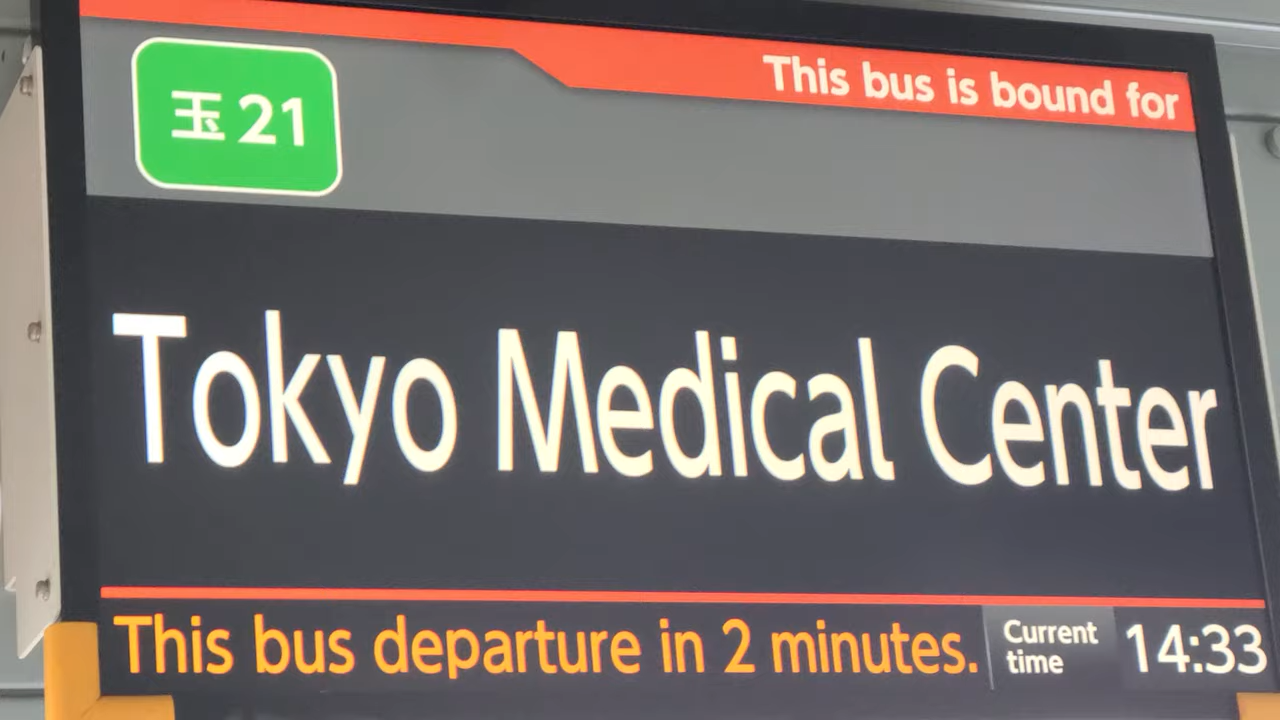 This bus is bound for
玉21
Tokyo Medical Center
This bus departure in 2 minutes.
Current time 14:33